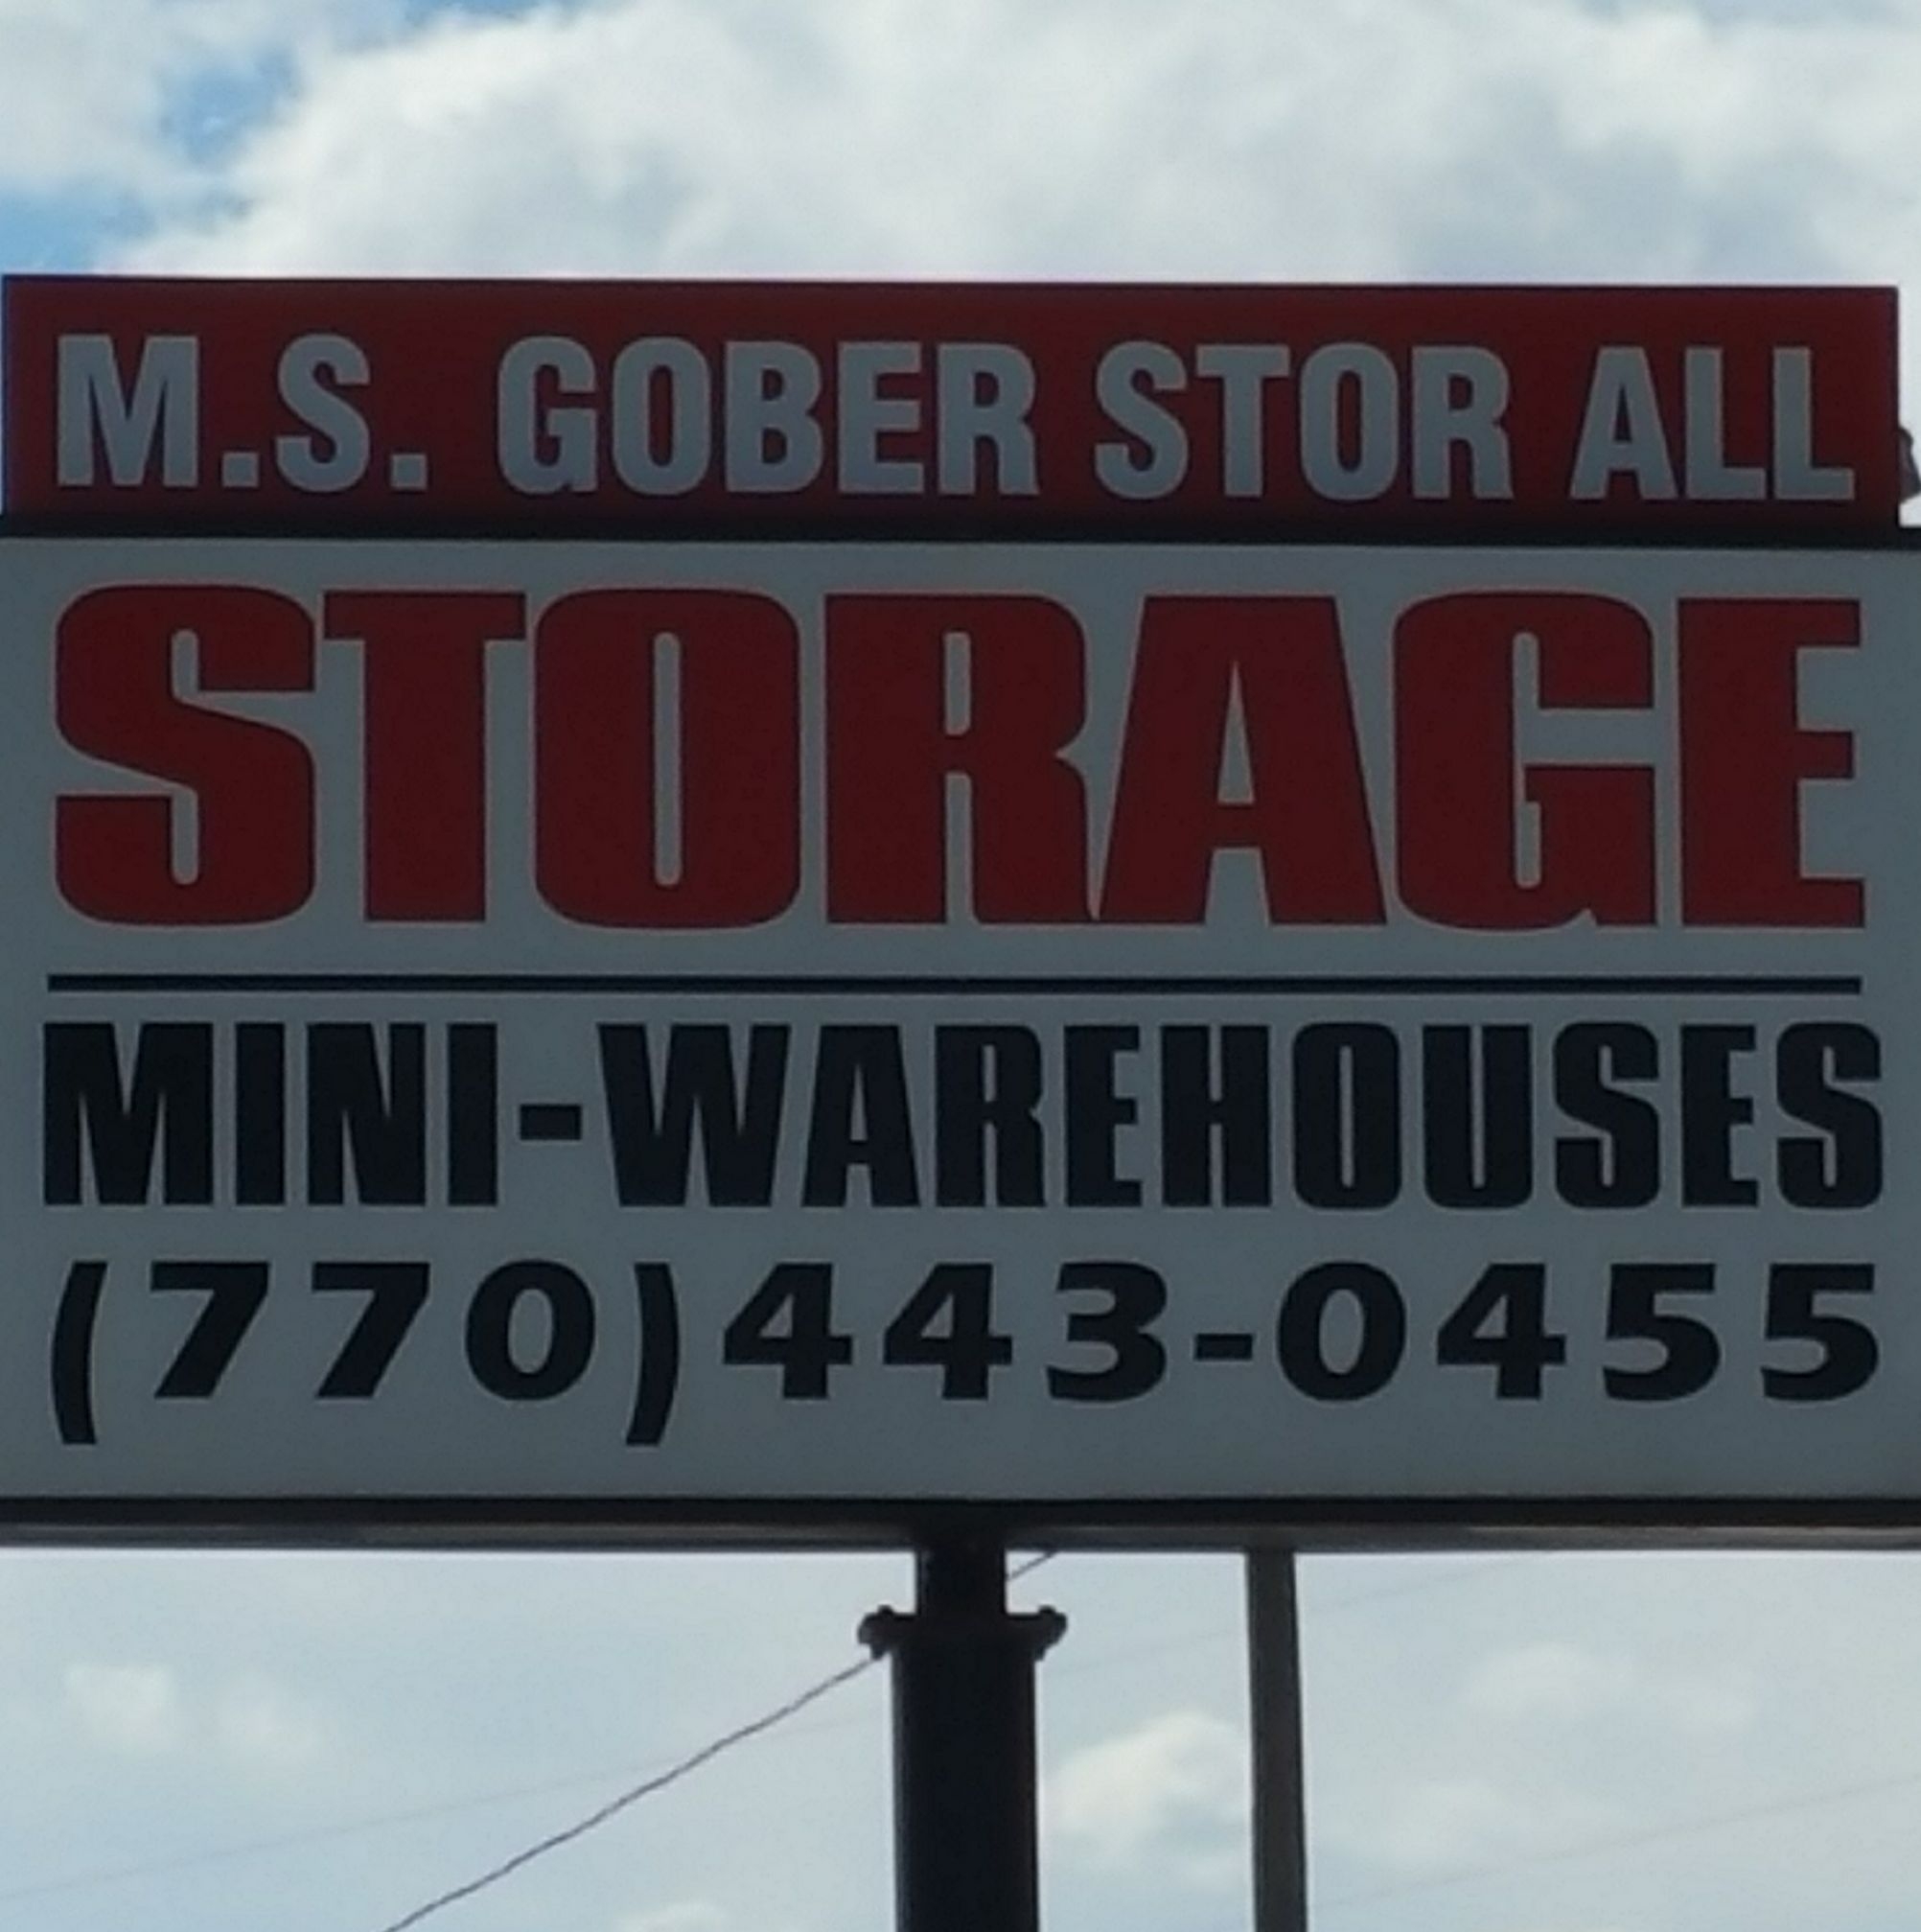 M.S. GOBER STOR ALL
STORAGE
MINI-WAREHOUSES
(770)443-0455